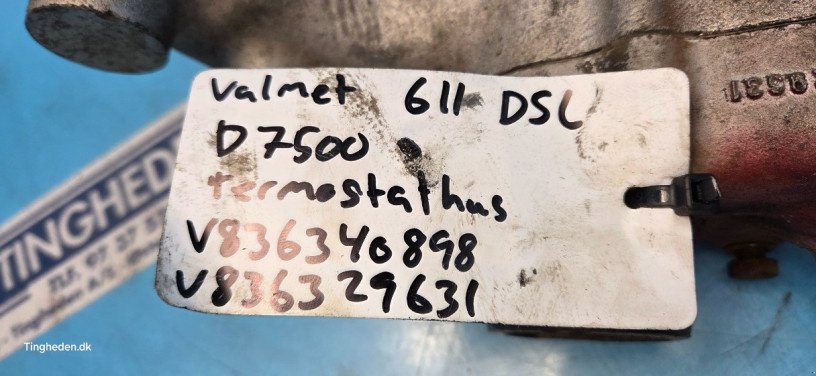 Valmet 611 DSL
D7500
termostathus
V836340898
V836329631
TINGHEDE
Tingheden.dk